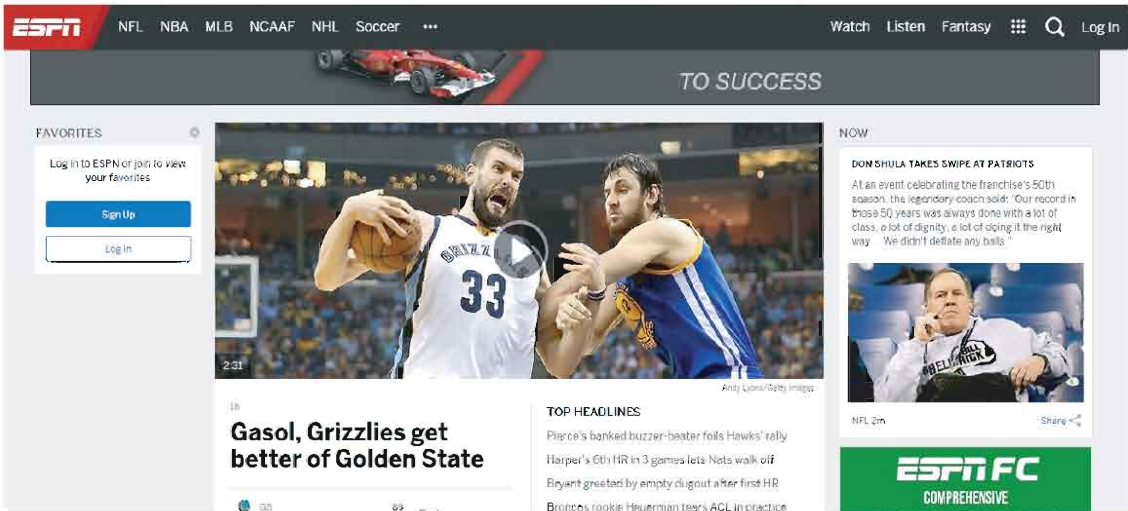 ESPN NFL NBA MLB NCAAF NHL Soccer ••• Watch Listen Fantasy Log In
TO SUCCESS
FAVORITES
Log in to ESPN or join to view
your favorites
Sign Up
Log In
GRIZZ
33
2:31
Andy Lyons/Getty Images
1h
Gasol, Grizzlies get
better of Golden State
TOP HEADLINES
Pierce's banked buzzer-beater foils Hawks' rally
Harper's 6th HR in 3 games lets Nats walk off
Bryant greeted by empty dugout after first HR
Broncos rookie Heuerman tears ACL in practice
NOW
DON SHULA TAKES SWIPE AT PATRIOTS
At an event celebrating the franchise's 50th
season, the legendary coach said: "Our record in
those 50 years was always done with a lot of
class, a lot of dignity, a lot of doing it the right
way. We didn't deflate any balls."
NFL 2m
Share
ESPN FC
COMPREHENSIVE